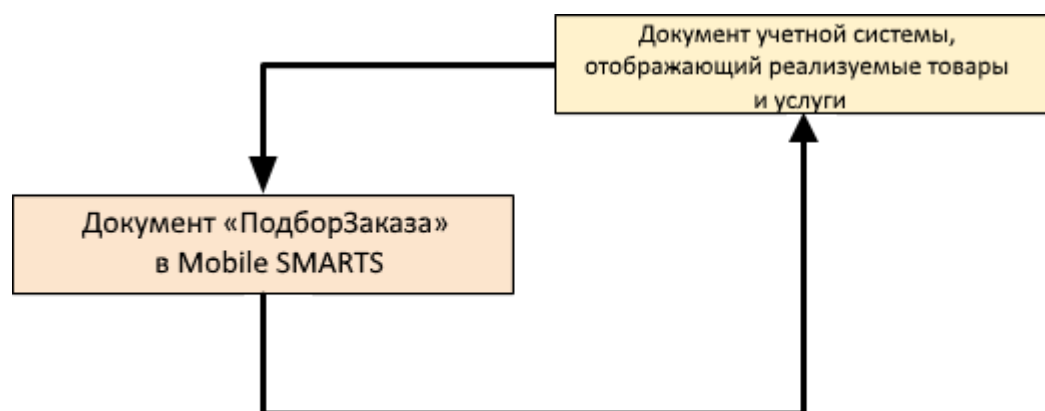 Документ учетной системы,
отображающий реализуемые товары
и услуги
Документ «ПодборЗаказа»
в Mobile SMARTS